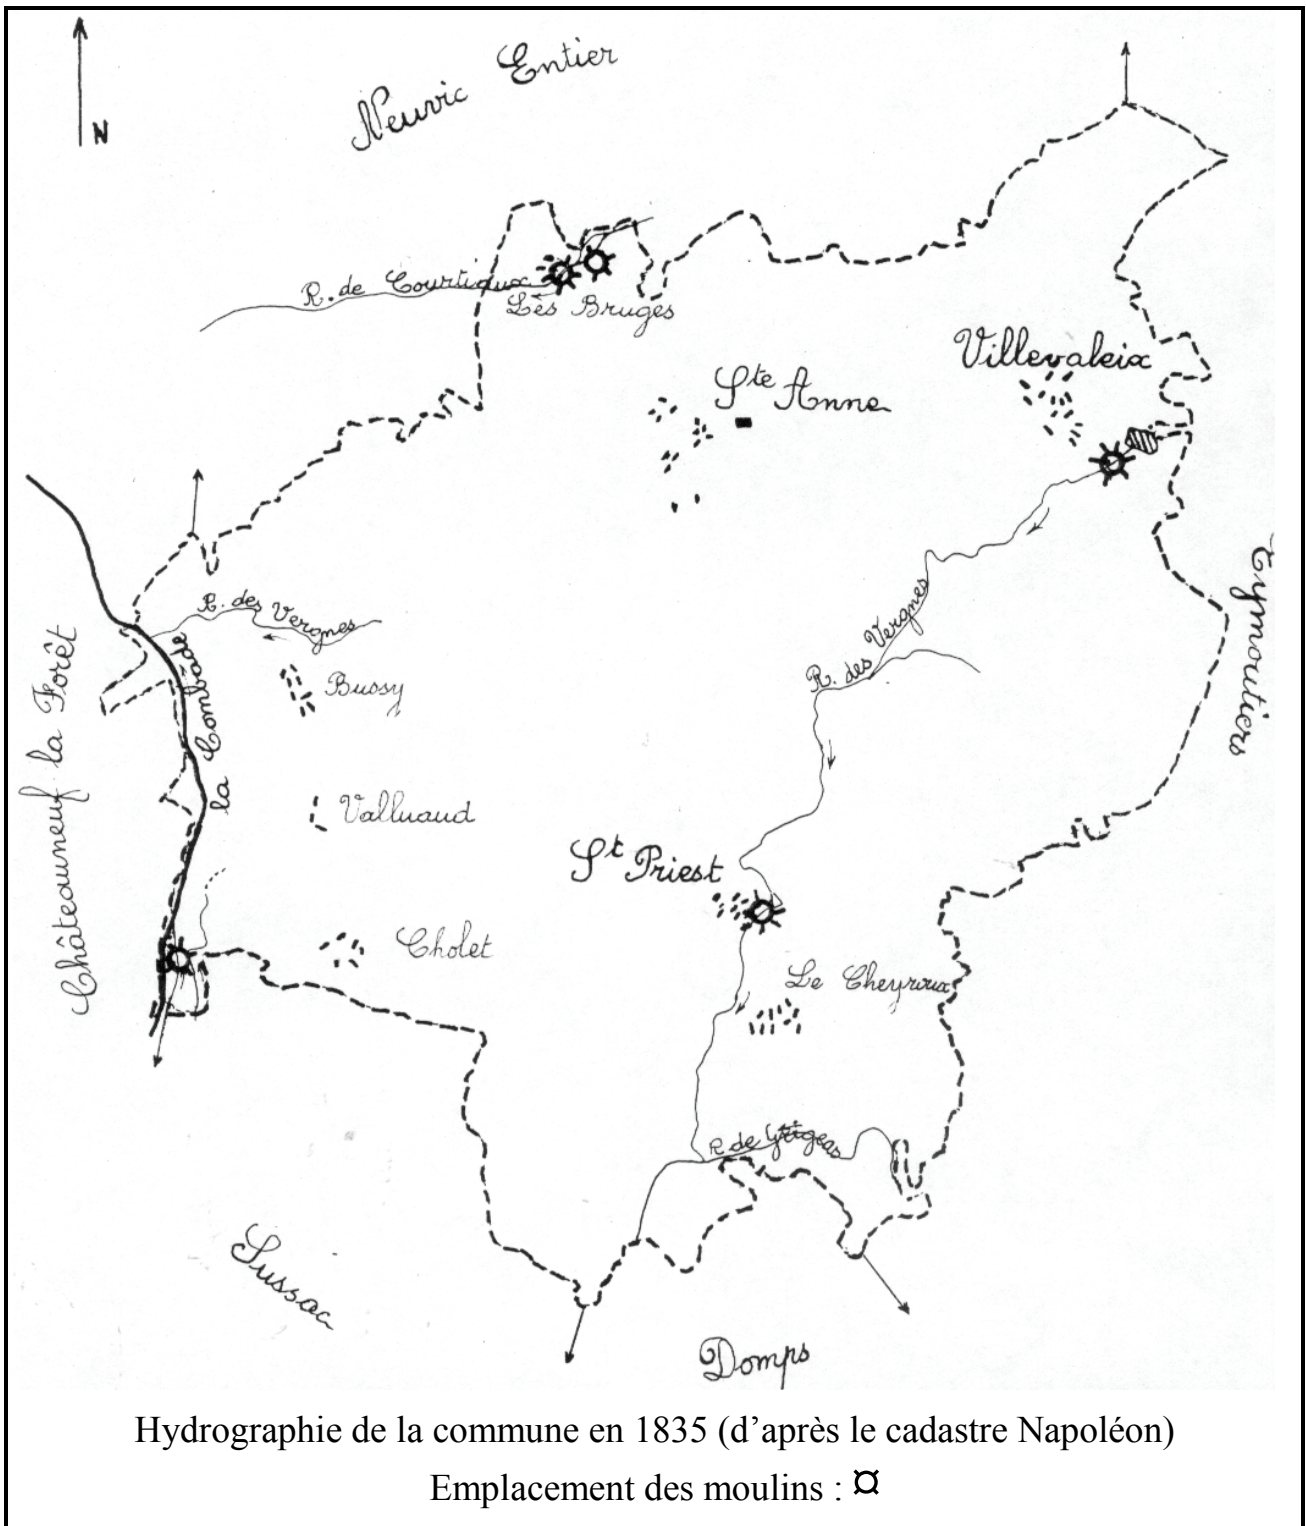 N
Neuvic Entier
R. de Courtiaux
Les Bruges
Villevaleix
Ste Anne
R. des Vergnes
Eymoutiers
R. des Vergnes
Châteauneuf la Forêt
la Combade
Bussy
Valluaud
St Priest
Cholet
Le Cheyroux
R. de
Sussac
Domps
Hydrographie de la commune en 1835 (d’après le cadastre Napoléon)
Emplacement des moulins : ¤